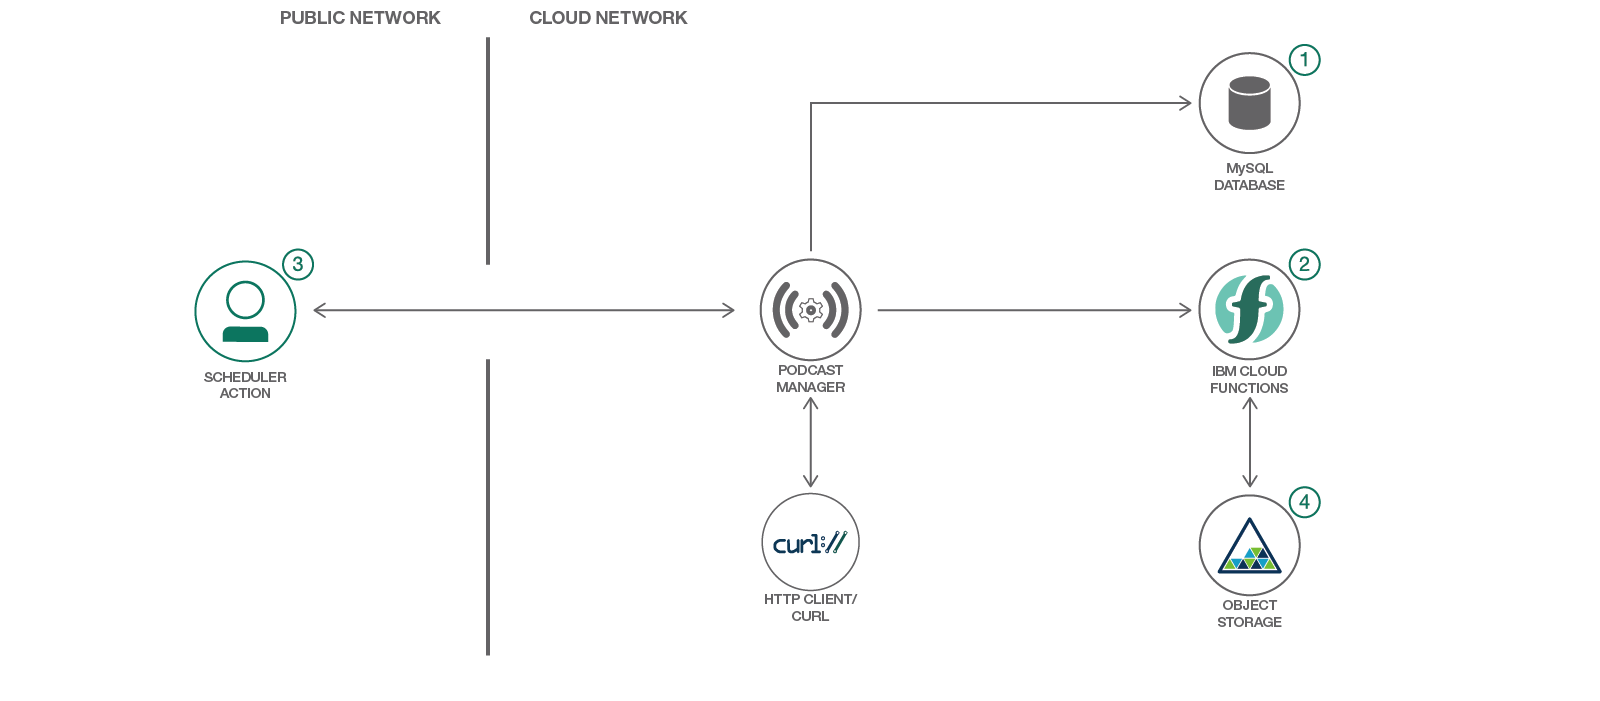 PUBLIC NETWORK
CLOUD NETWORK
1
MySQL
DATABASE
3
SCHEDULER
ACTION
PODCAST
MANAGER
2
IBM CLOUD
FUNCTIONS
curl://
HTTP CLIENT/
CURL
4
OBJECT
STORAGE